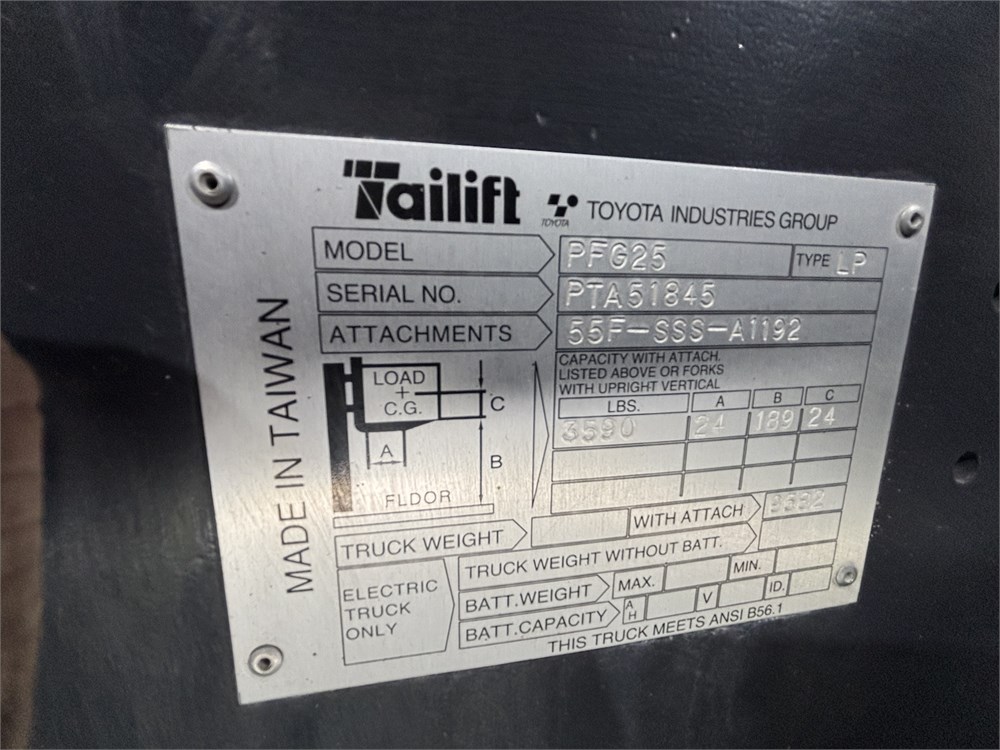 Tailift TOYOTA TOYOTA INDUSTRIES GROUP
MODEL PFG25 TYPE LP
SERIAL NO. PTA51845
ATTACHMENTS 55F-SSS-A1192
MADE IN TAIWAN
LOAD
+
C.G.
C
A
B
FLDOR
CAPACITY WITH ATTACH.
LISTED ABOVE OR FORKS
WITH UPRIGHT VERTICAL
LBS. A B C
3590 24 189 24
TRUCK WEIGHT WITH ATTACH
ELECTRIC
TRUCK
ONLY
TRUCK WEIGHT WITHOUT BATT.
BATT.WEIGHT MAX. MIN.
BATT.CAPACITY AH V ID.
THIS TRUCK MEETS ANSI B56.1